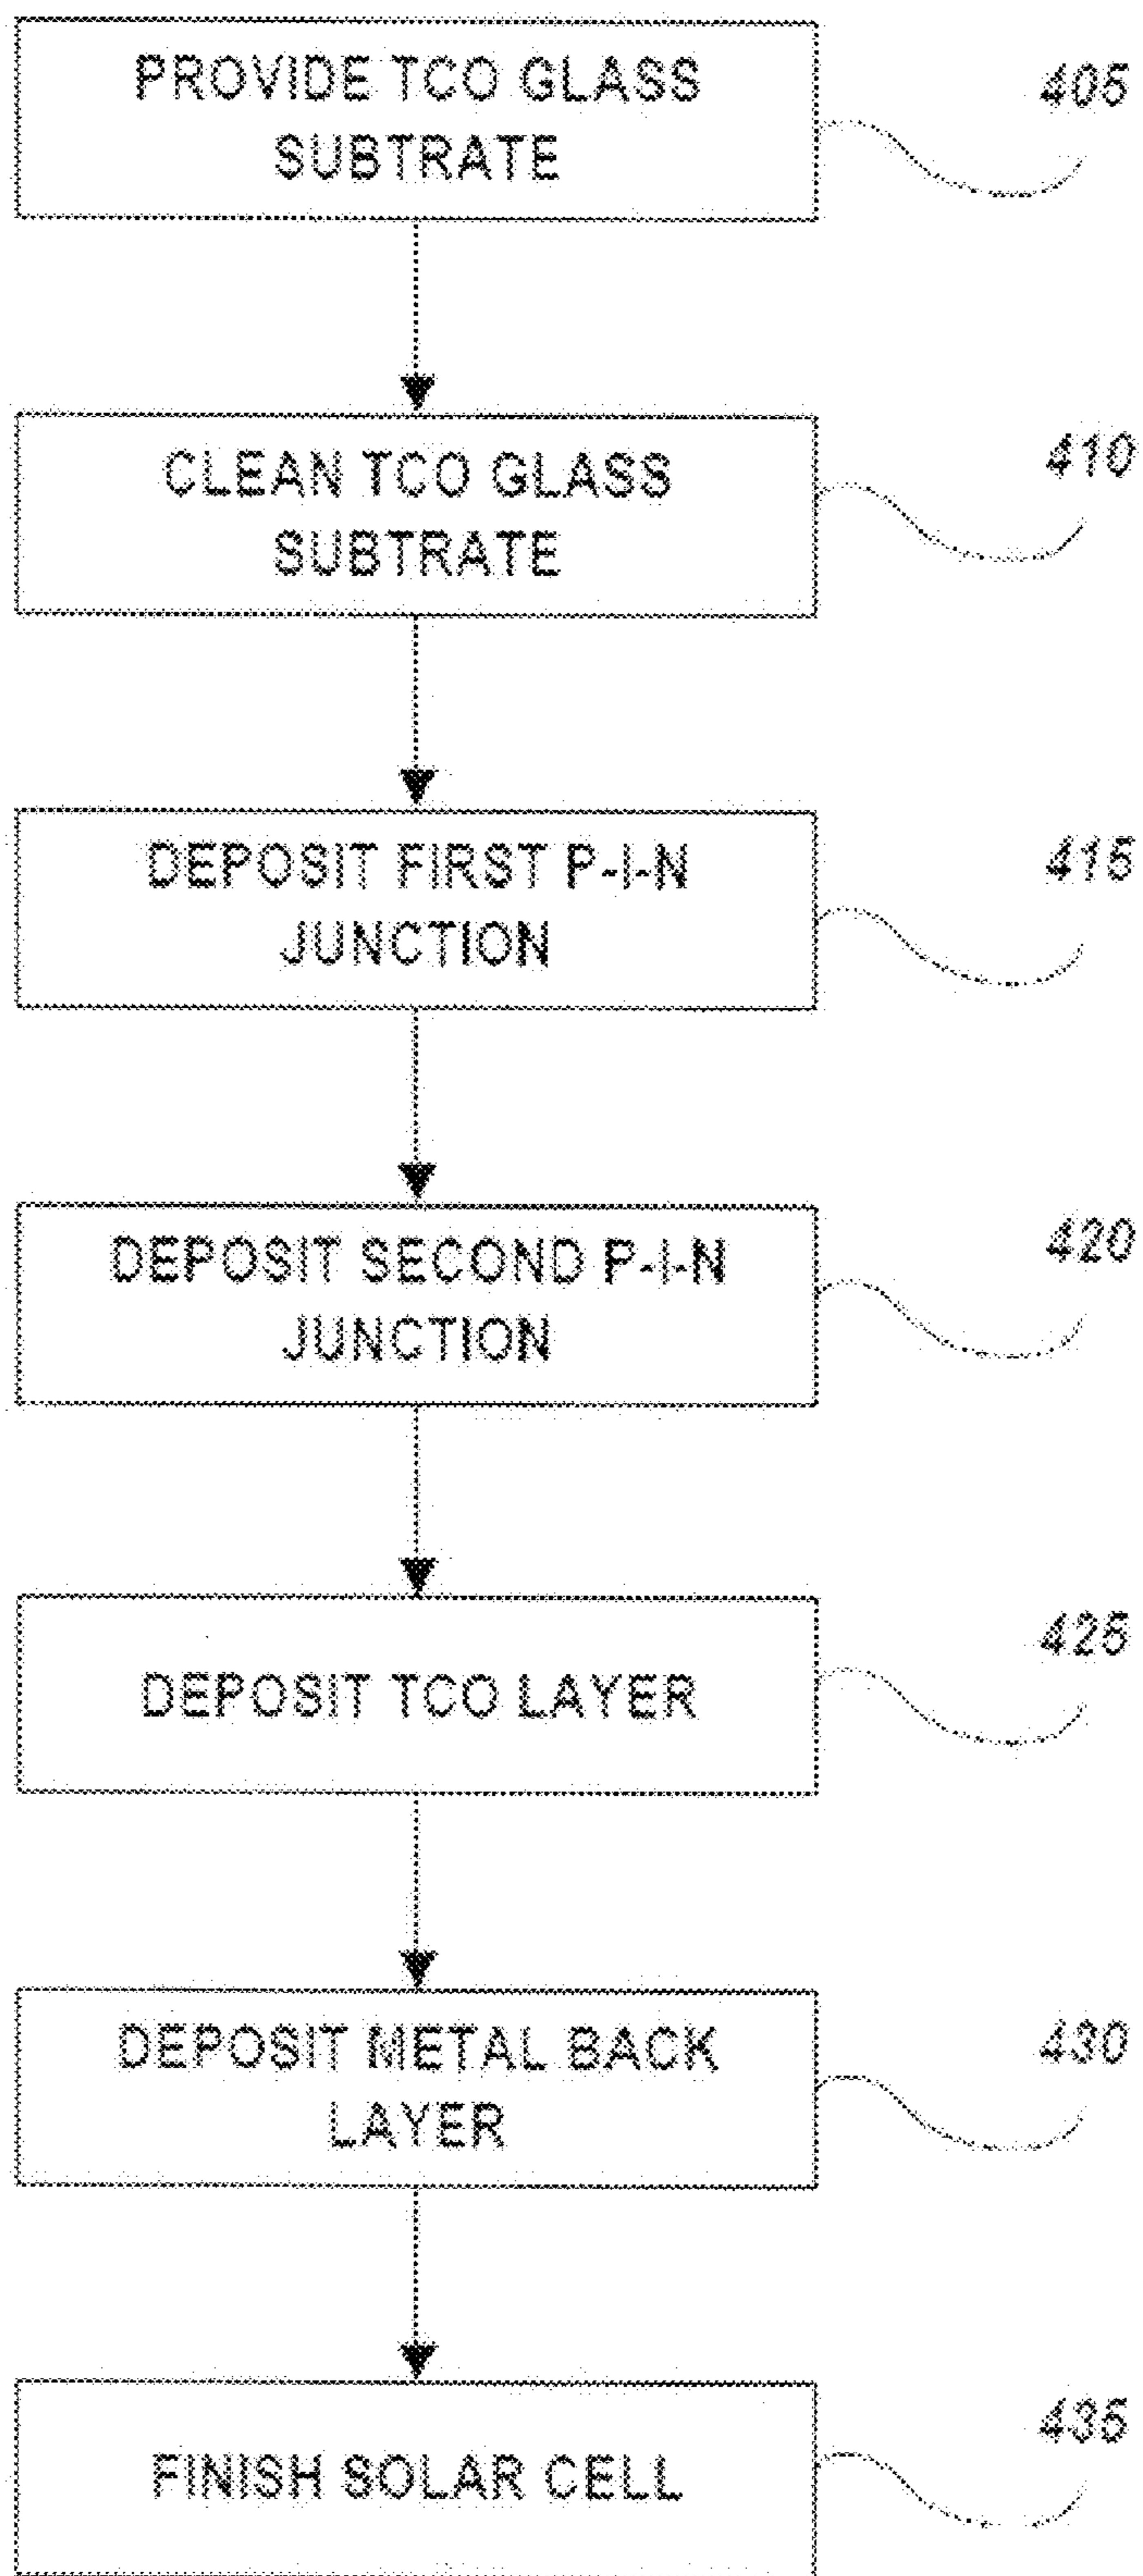 PROVIDE TCO GLASS
SUBTRATE
405
CLEAN TCO GLASS
SUBTRATE
410
DEPOSIT FIRST P-I-N
JUNCTION
415
DEPOSIT SECOND P-I-N
JUNCTION
420
DEPOSIT TCO LAYER
425
DEPOSIT METAL BACK
LAYER
430
FINISH SOLAR CELL
435